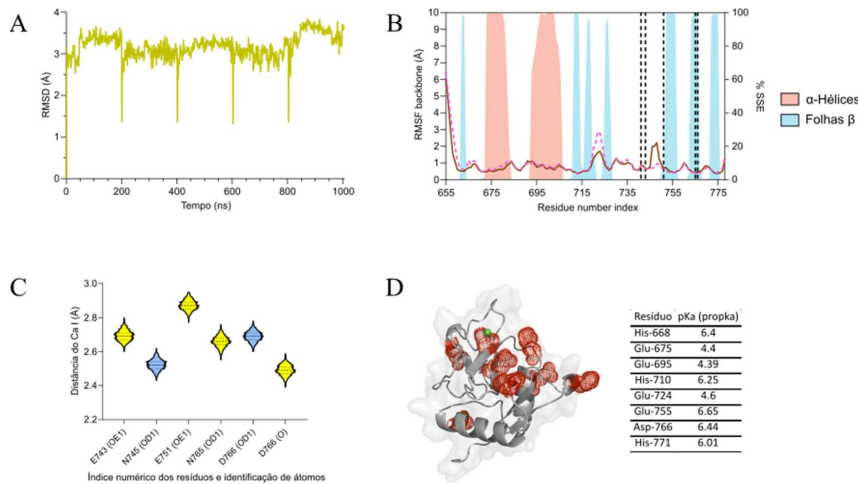 A
RMSD (Å)
4
3
2
1
0
0 200 400 600 800 1000
Tempo (ns)
B
RMSF backbone (Å)
10
9
8
7
6
5
4
3
2
1
0
655 675 695 715 735 755 775
Residue number index
100
80
60
40
20
0
% SSE
α-Hélices
Folhas β
C
Distância do Ca I (Å)
3.0
2.8
2.6
2.4
2.2
E743 (OE1)
N745 (OD1)
E751 (OE1)
N765 (OD1)
D766 (OD1)
D766 (O)
Índice numérico dos resíduos e identificação de átomos
D
Resíduo pKa (propka)
His-668 6.4
Glu-675 4.4
Glu-695 4.39
His-710 6.25
Glu-724 4.6
Glu-755 6.65
Asp-766 6.44
His-771 6.01